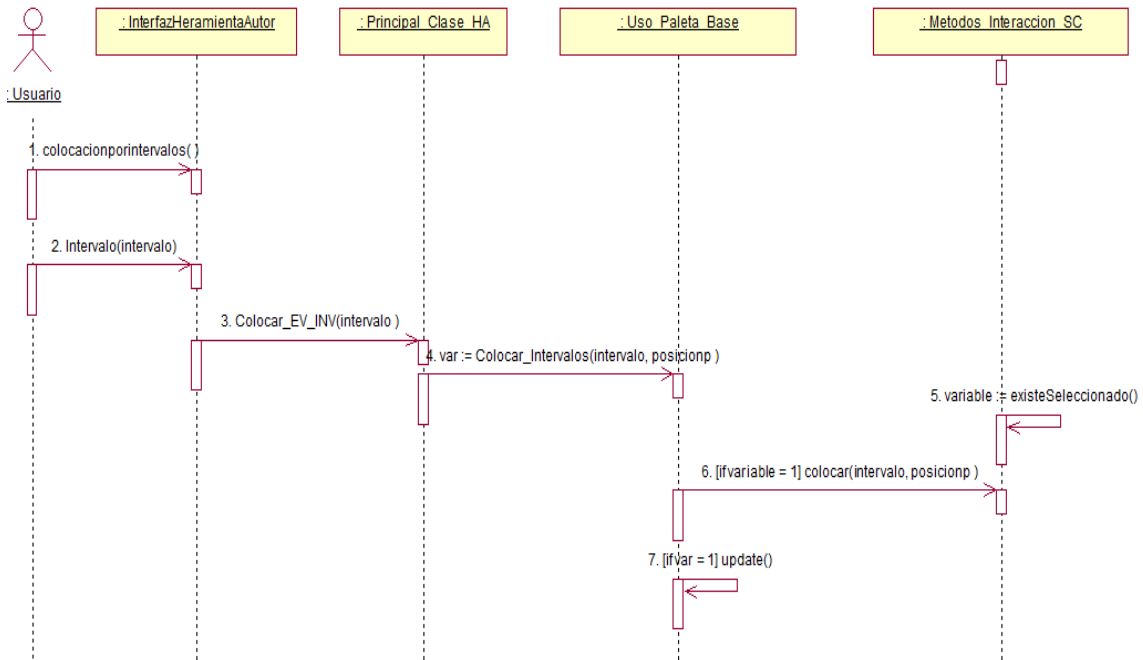 : InterfazHeramientaAutor
: Principal_Clase_HA
: Uso_Paleta_Base
: Metodos_Interaccion_SC
: Usuario
1. colocacionporintervalos( )
2. Intervalo(intervalo)
3. Colocar_EV_INV(intervalo )
4. var := Colocar_Intervalos(intervalo, posicionp )
5. variable := existeSeleccionado()
6. [ifvariable = 1] colocar(intervalo, posicionp )
7. [ifvar = 1] update()